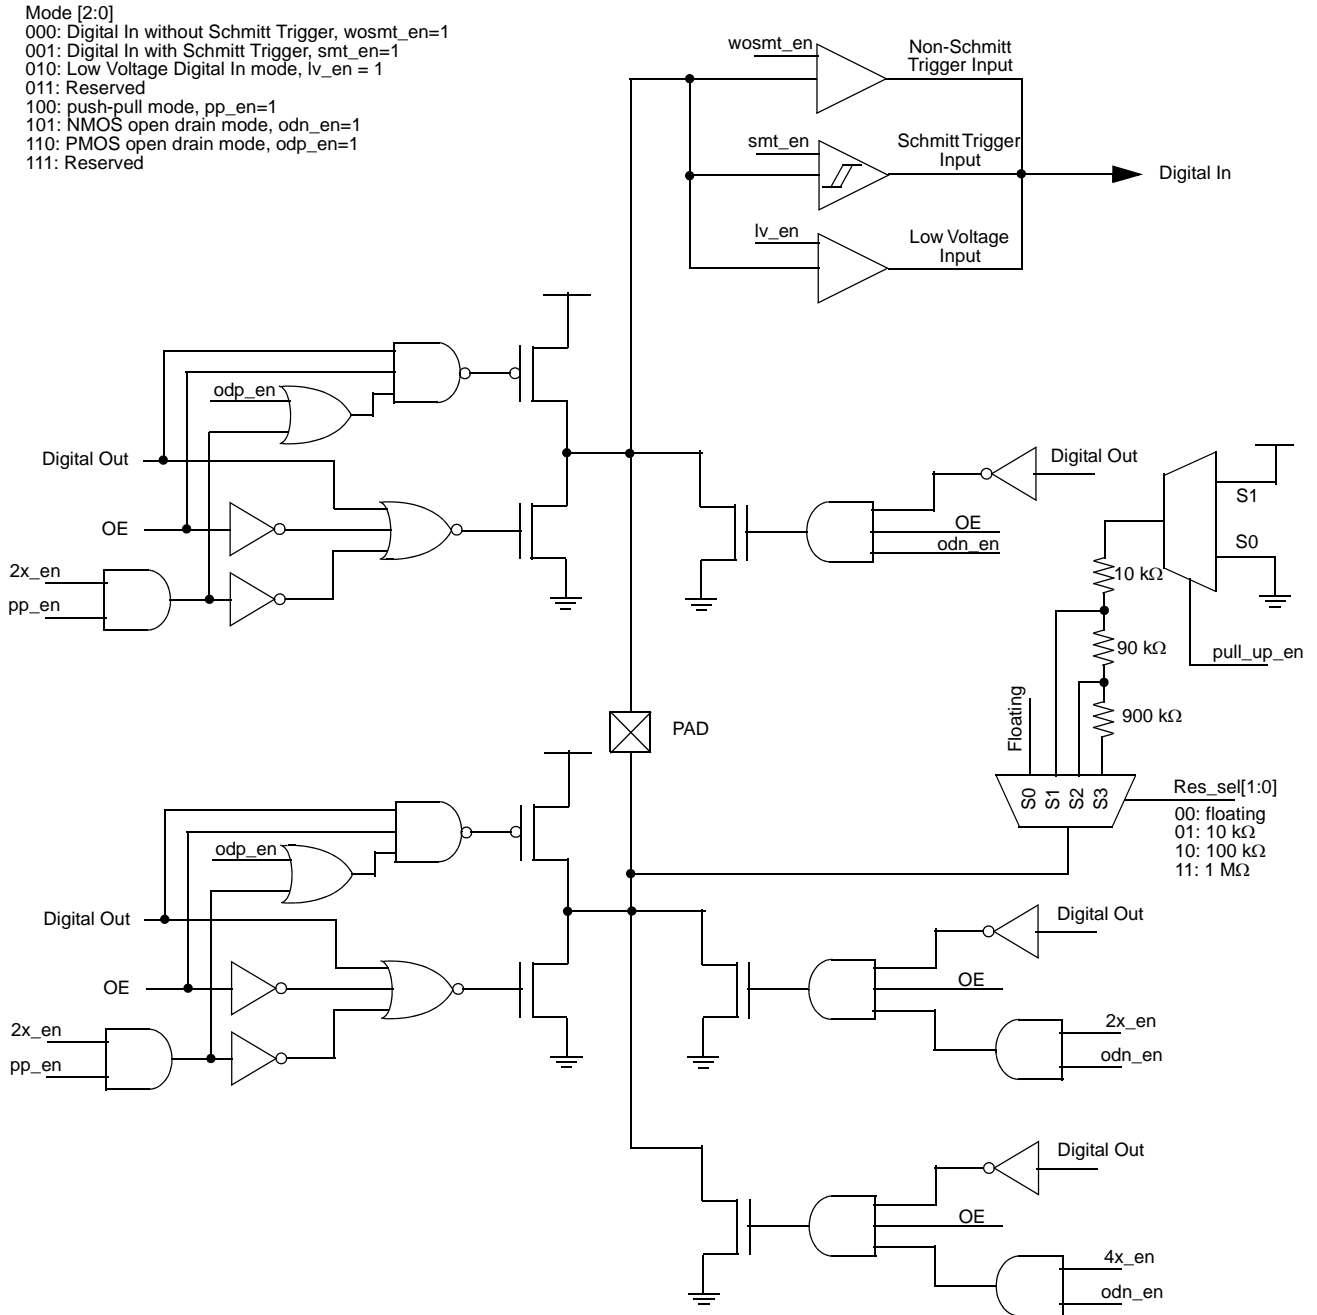 Mode [2:0]
000: Digital In without Schmitt Trigger, wosmt_en=1
001: Digital In with Schmitt Trigger, smt_en=1
010: Low Voltage Digital In mode, lv_en = 1
011: Reserved
100: push-pull mode, pp_en=1
101: NMOS open drain mode, odn_en=1
110: PMOS open drain mode, odp_en=1
111: Reserved
wosmt_en
Non-Schmitt
Trigger Input
smt_en
Schmitt Trigger
Input
Digital In
lv_en
Low Voltage
Input
odp_en
Digital Out
OE
2x_en
pp_en
Digital Out
OE
odn_en
S1
S0
10 kΩ
90 kΩ
pull_up_en
900 kΩ
Floating
PAD
S0
S1
S2
S3
Res_sel[1:0]
00: floating
01: 10 kΩ
10: 100 kΩ
11: 1 MΩ
odp_en
Digital Out
OE
2x_en
pp_en
Digital Out
OE
2x_en
odn_en
Digital Out
OE
4x_en
odn_en